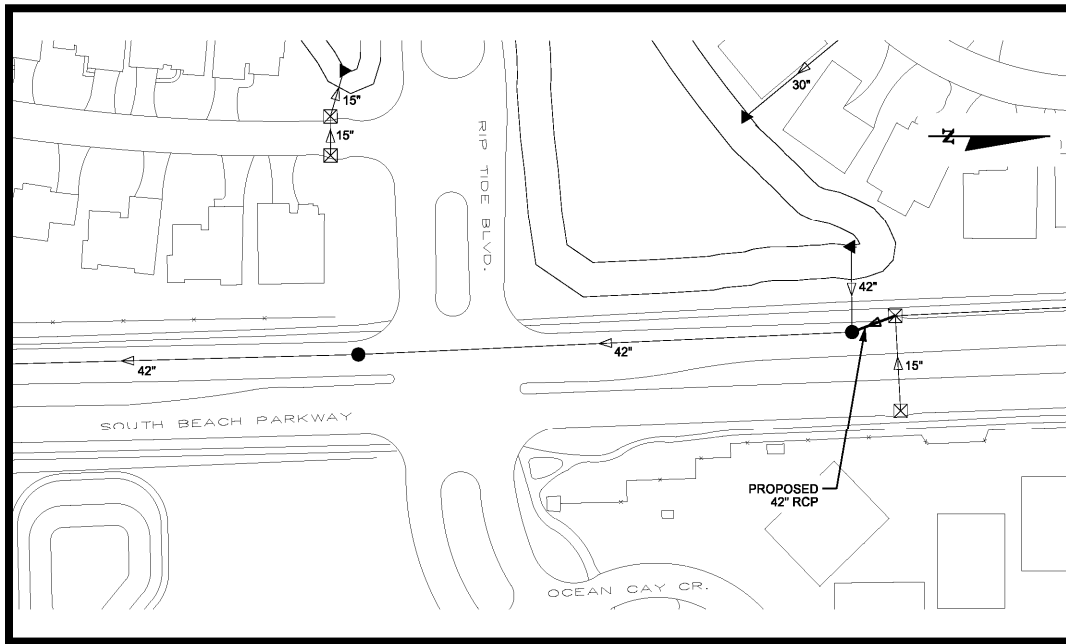 15"
15"
30"
N
RIP TIDE BLVD.
42"
42"
42"
15"
SOUTH BEACH PARKWAY
PROPOSED
42" RCP
OCEAN CAY CR.